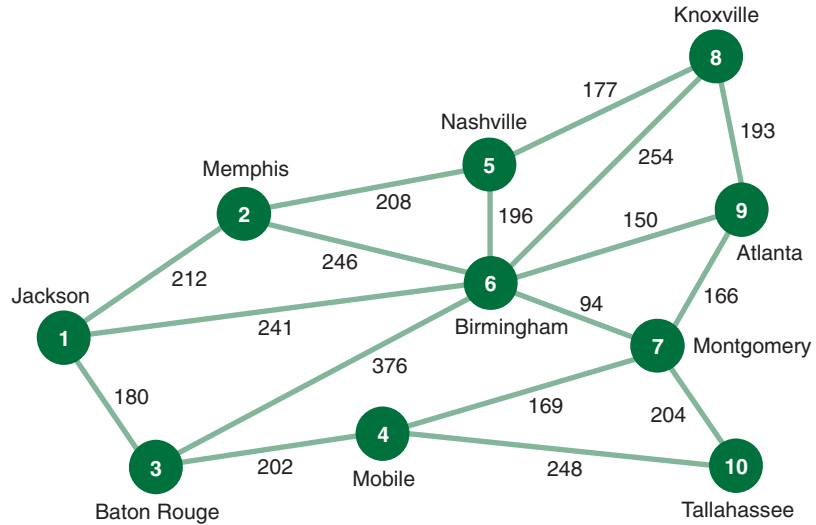 Knoxville
8
177
193
Nashville
254
5
Memphis
208
196
150
9
2
Atlanta
246
212
6
94
166
Jackson
241
Birmingham
1
7
Montgomery
376
180
169
204
4
3
202
248
10
Mobile
Baton Rouge
Tallahassee